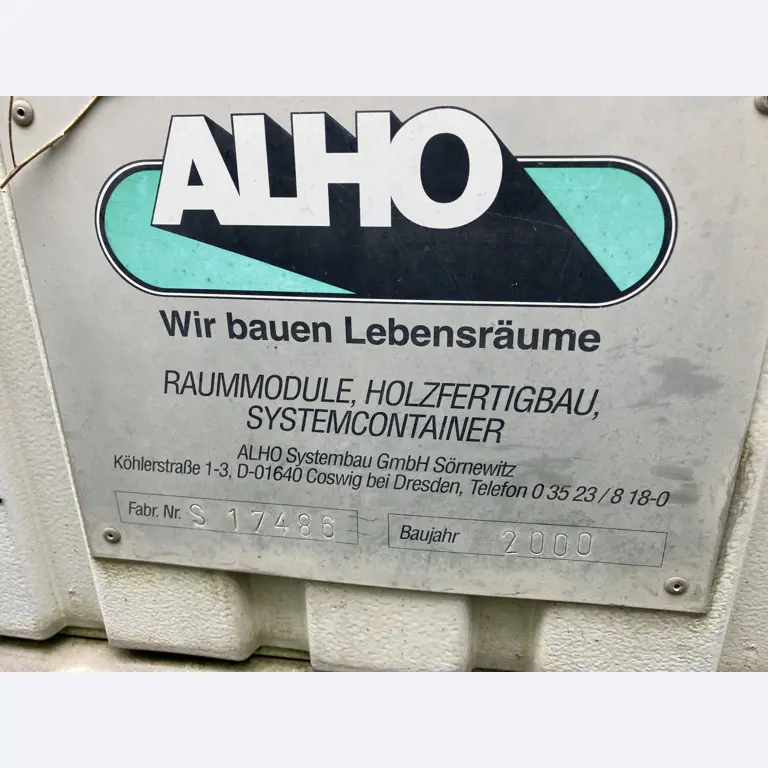 ALHO
Wir bauen Lebensräume
RAUMMODULE, HOLZFERTIGBAU,
SYSTEMCONTAINER
ALHO Systembau GmbH Sörnewitz
Köhlerstraße 1-3, D-01640 Coswig bei Dresden, Telefon 0 35 23 / 8 18-0
Fabr. Nr. S 17486 Baujahr 2000